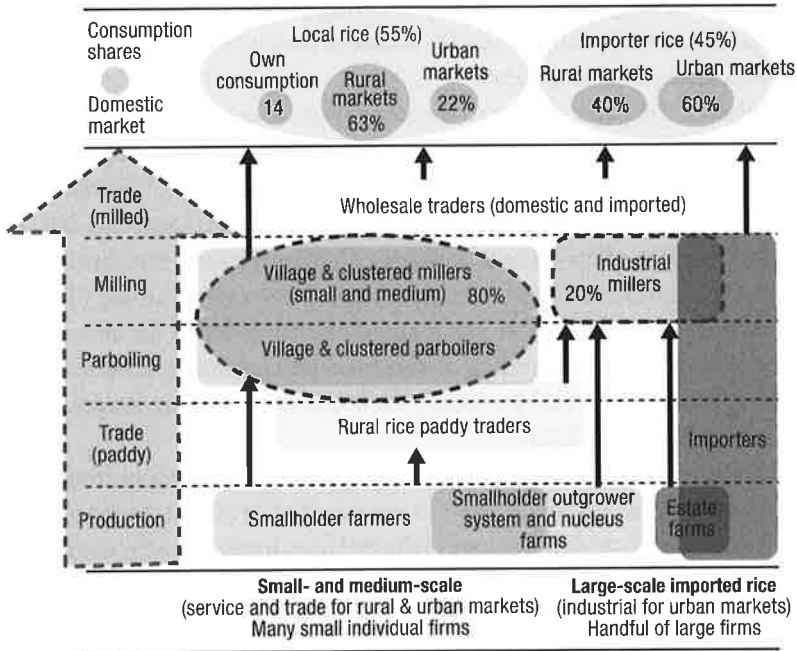 Consumption
shares
Domestic
market
Local rice (55%)
Own
consumption
14
Rural
markets
63%
Urban
markets
22%
Importer rice (45%)
Rural markets
40%
Urban markets
60%
Trade
(milled)
Wholesale traders (domestic and imported)
Milling
Village & clustered millers
(small and medium) 80%
Industrial
millers
20%
Parboiling
Village & clustered parboilers
Trade
(paddy)
Rural rice paddy traders
Importers
Production
Smallholder farmers
Smallholder outgrower
system and nucleus
farms
Estate
farms
Small- and medium-scale
(service and trade for rural & urban markets)
Many small individual firms
Large-scale imported rice
(industrial for urban markets)
Handful of large firms